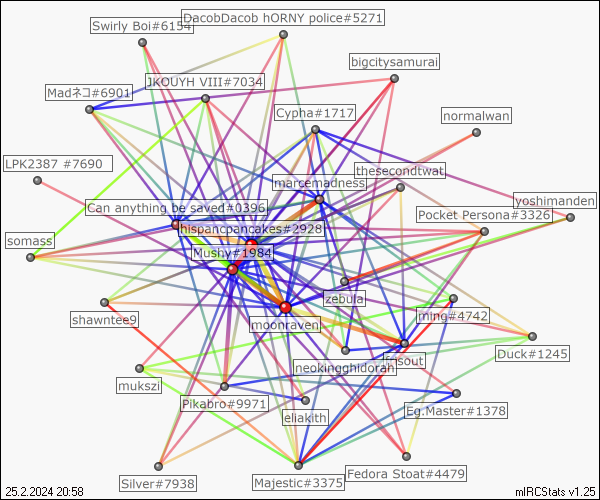 DacobDacob hORNY police#5271
Swirly Boi#6154
bigcitysamurai
JKOUYH VIII#7034
Madネコ#6901
Cypha#1717
normalwan
LPK2387 #7690
thesecondtwat
marcemadness
yoshimanden
Can anything be saved#0396
Pocket Persona#3326
hispancpancakes#2928
somass
Mushy#1984
zebula
shawntee9
moonraven
ming#4742
Duck#1245
neokingghidorah
mukszi
Pikabro#9971
Eg.Master#1378
eliakith
Fedora Stoat#4479
Silver#7938
Majestic#3375
25.2.2024 20:58
mIRCStats v1.25